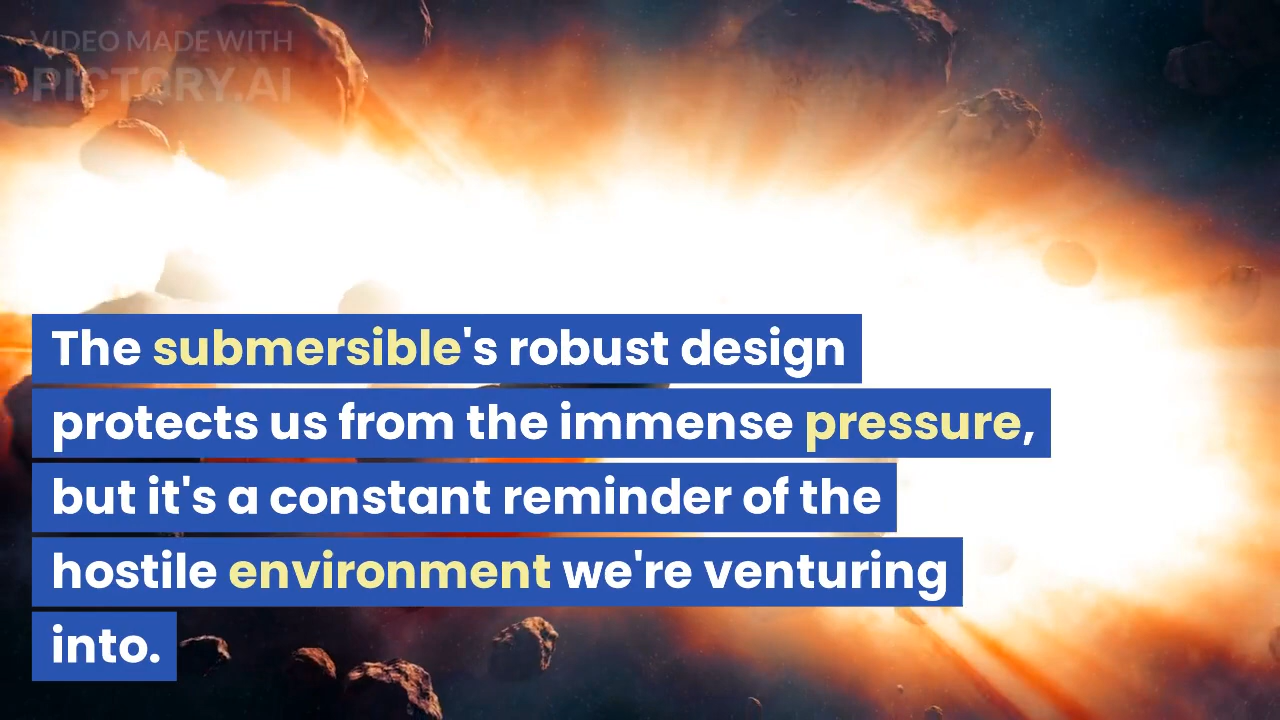 VIDEO MADE WITH
PICTORY.AI
The submersible's robust design
protects us from the immense pressure,
but it's a constant reminder of the
hostile environment we're venturing
into.